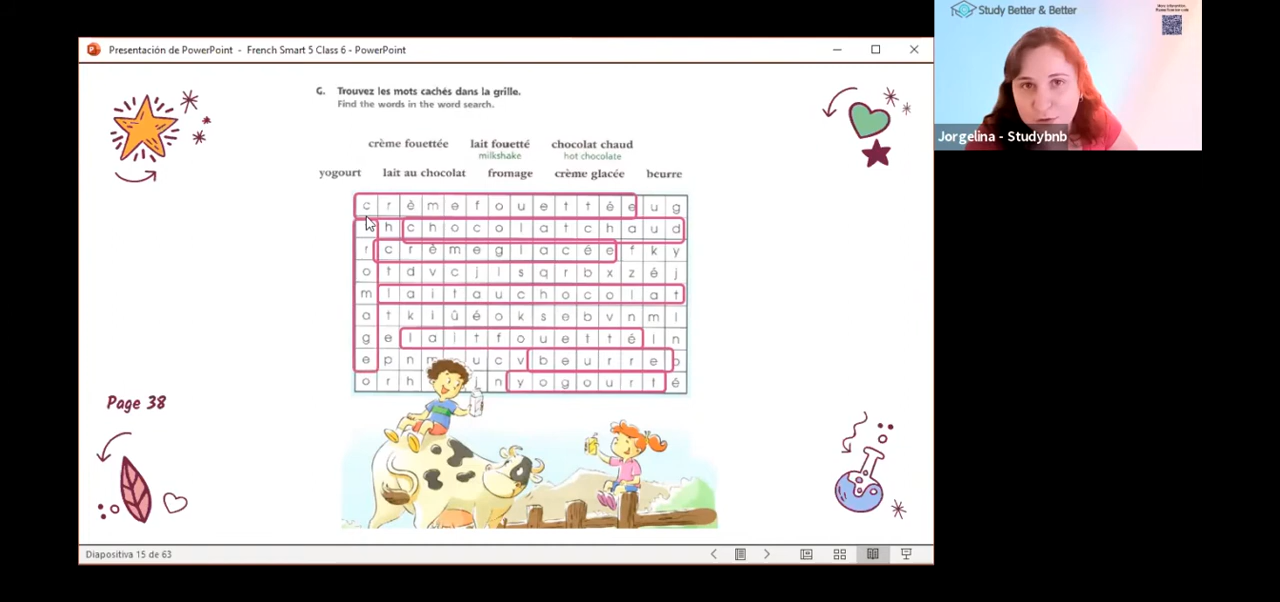 Study Better & Better
Presentación de PowerPoint - French Smart 5 Class 6 - PowerPoint
G. Trouvez les mots cachés dans la grille.
Find the words in the word search.
crème fouettée lait fouetté chocolat chaud
milkshake hot chocolate
yogourt lait au chocolat fromage crème glacée beurre
c r è m e f o u e t t é e u g
h c h o c o l a t c h a u d
r c r è m e g l a c é e f k y
o t d v c j l s q r b x z é j
m l a i t a u c h o c o l a t
a t k i û é o k s e b v n m l
g e l a i t f o u e t t é l n
e p n m u c v b e u r r e
o r h n y o g o u r t é
Page 38
Diapositiva 15 de 63
Jorgelina - Studybnb